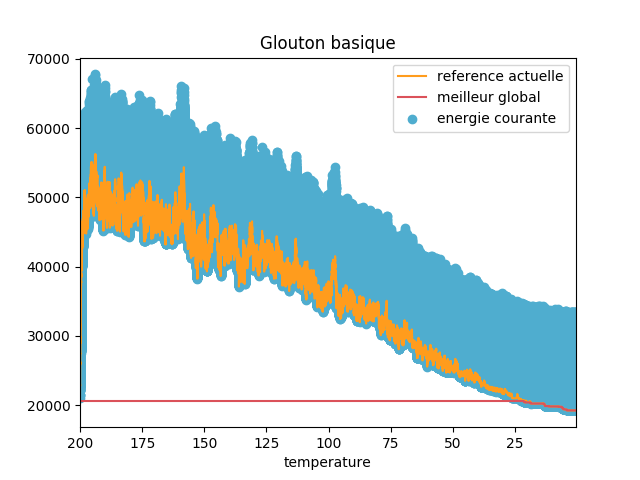 Glouton basique
70000
60000
50000
40000
30000
20000
reference actuelle
meilleur global
energie courante
200 175 150 125 100 75 50 25
temperature